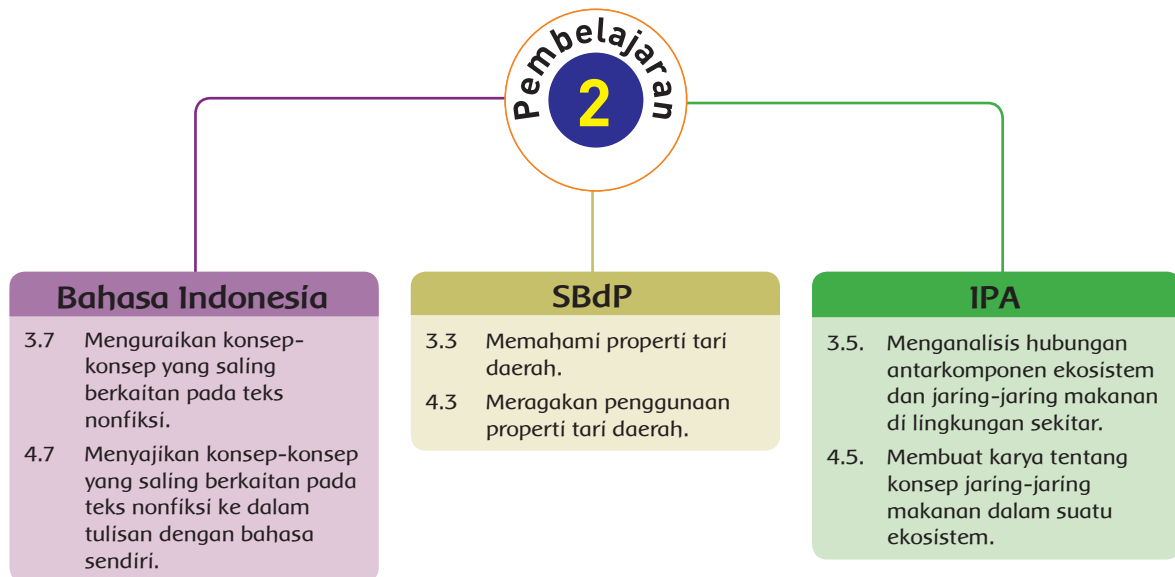 Pembelajaran
2
Bahasa Indonesia
3.7 Menguraikan konsep-
konsep yang saling
berkaitan pada teks
nonfiksi.
4.7 Menyajikan konsep-konsep
yang saling berkaitan pada
teks nonfiksi ke dalam
tulisan dengan bahasa
sendiri.
SBdP
3.3 Memahami properti tari
daerah.
4.3 Meragakan penggunaan
properti tari daerah.
IPA
3.5. Menganalisis hubungan
antarkomponen ekosistem
dan jaring-jaring makanan
di lingkungan sekitar.
4.5. Membuat karya tentang
konsep jaring-jaring
makanan dalam suatu
ekosistem.